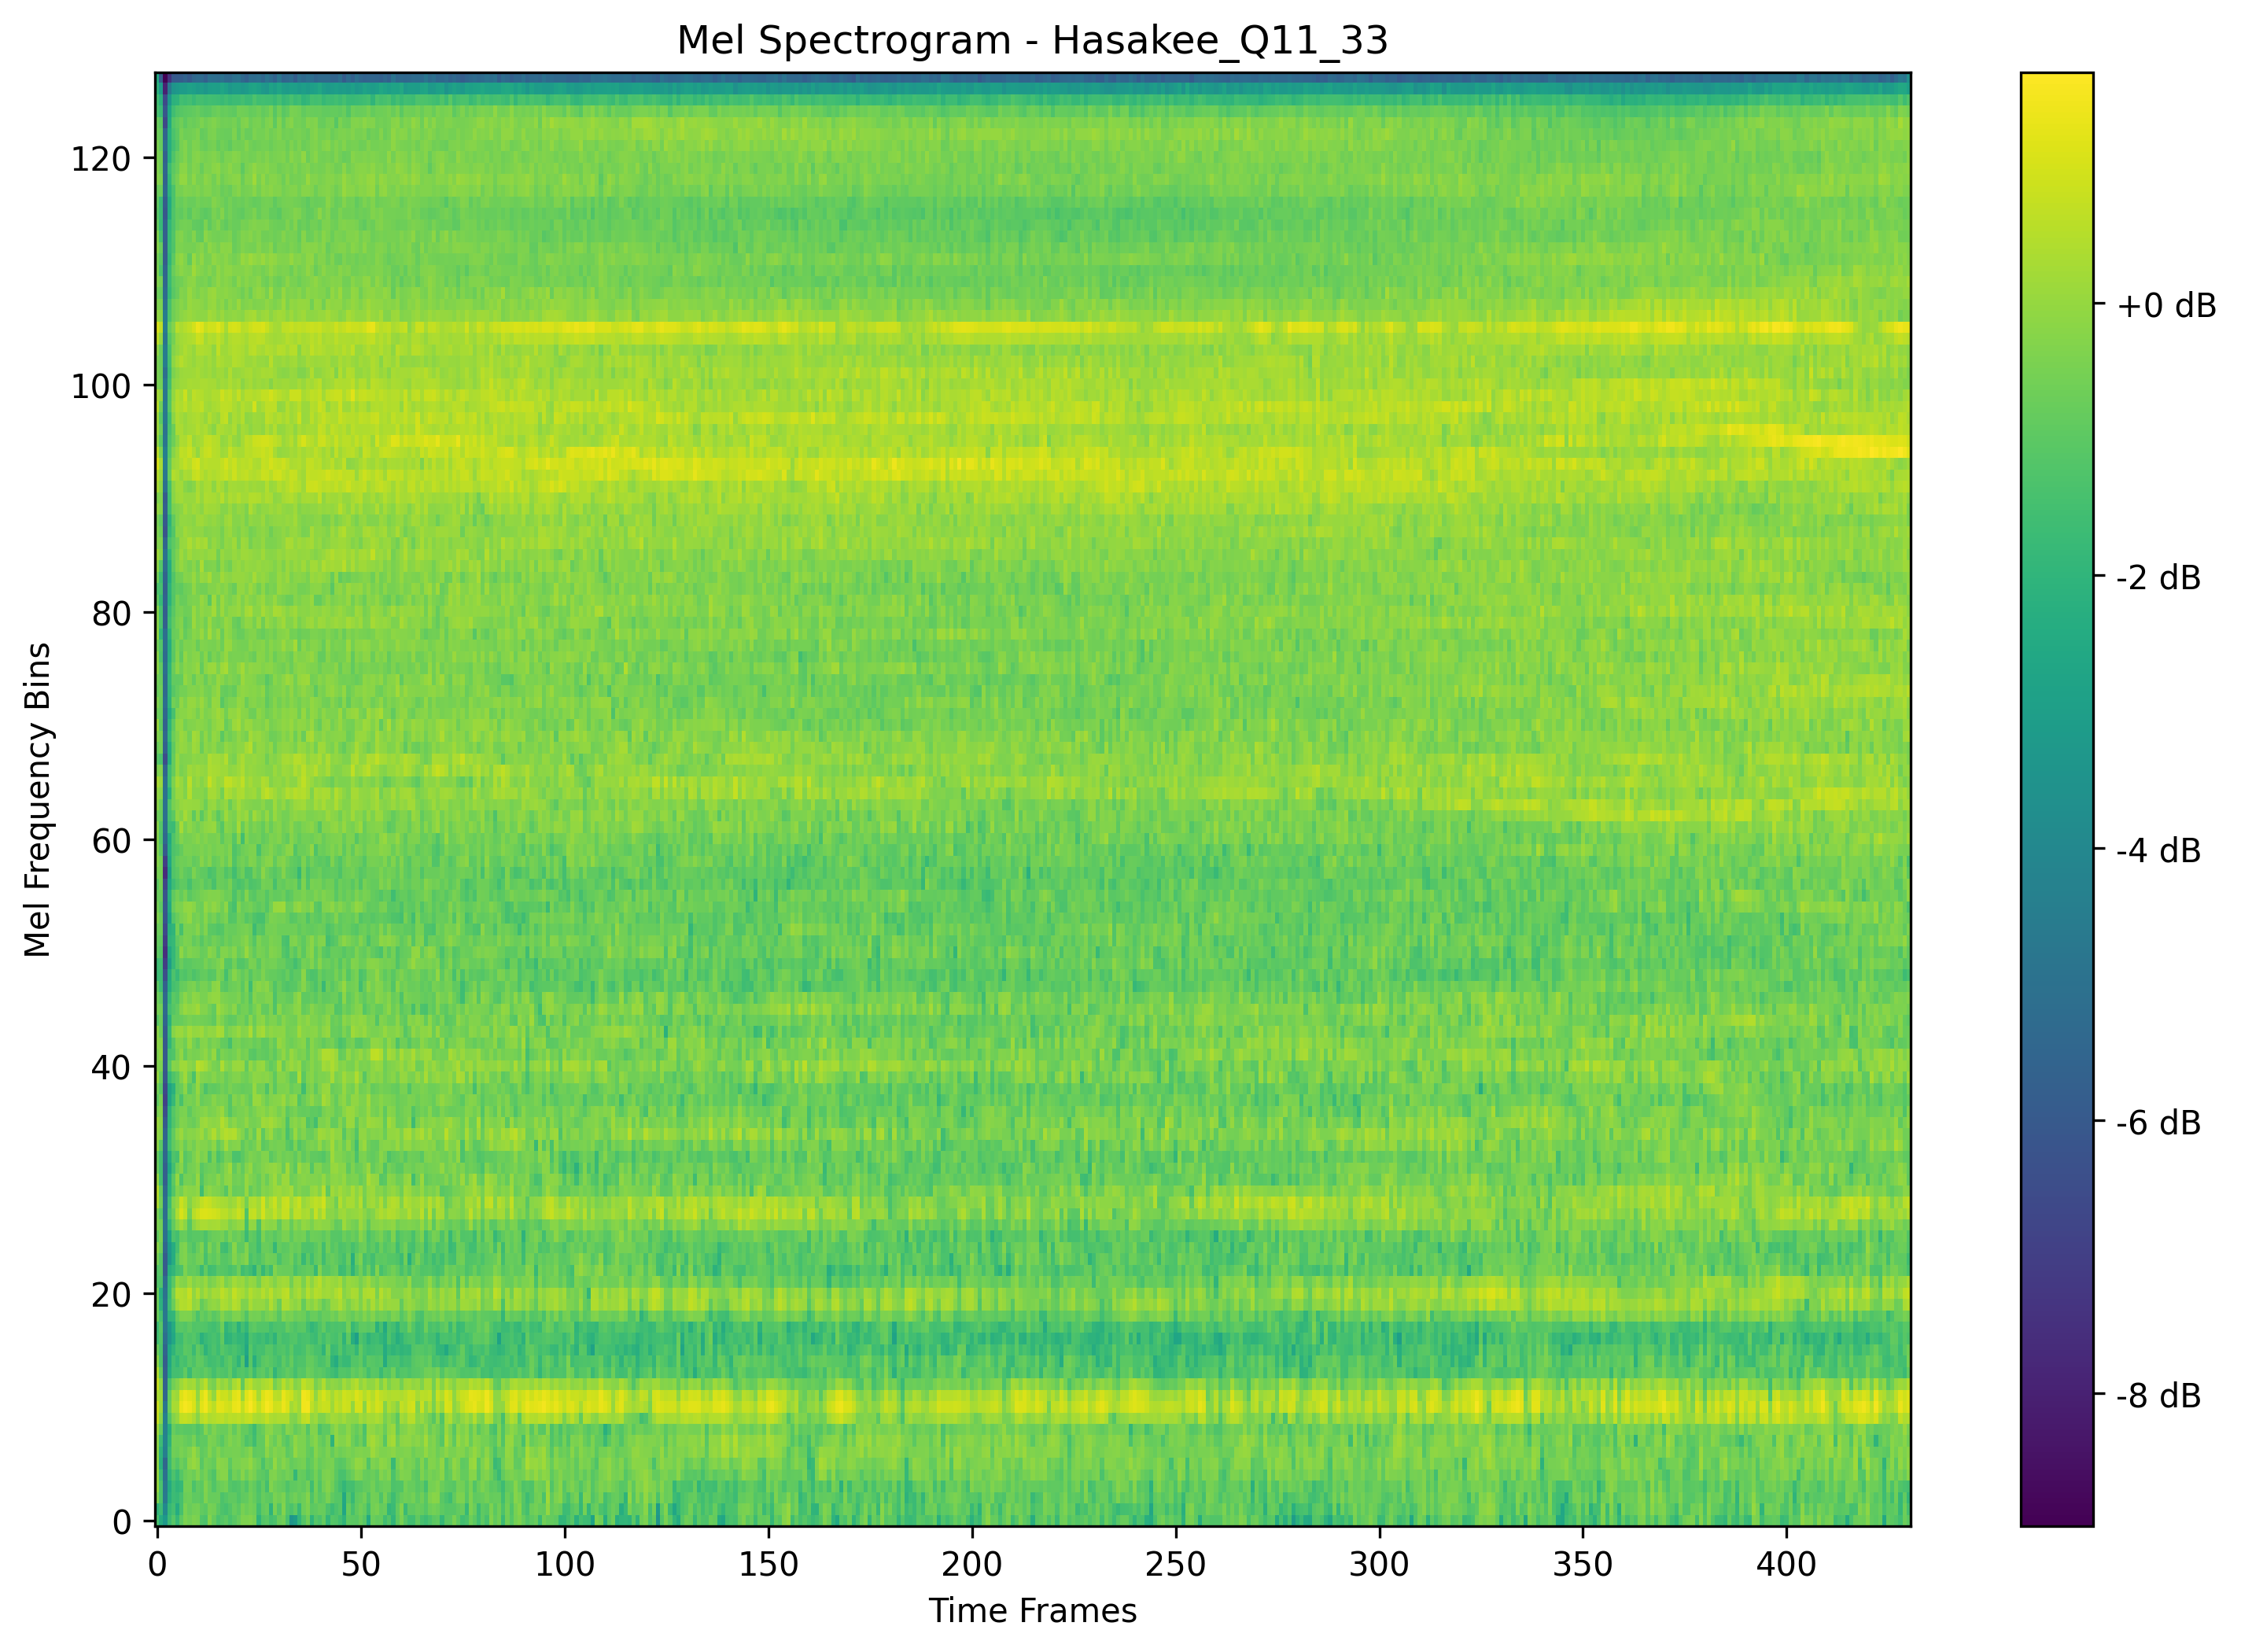 Mel Spectrogram - Hasakee_Q11_33
Mel Frequency Bins
120
100
80
60
40
20
0
0 50 100 150 200 250 300 350 400
Time Frames
+0 dB
-2 dB
-4 dB
-6 dB
-8 dB